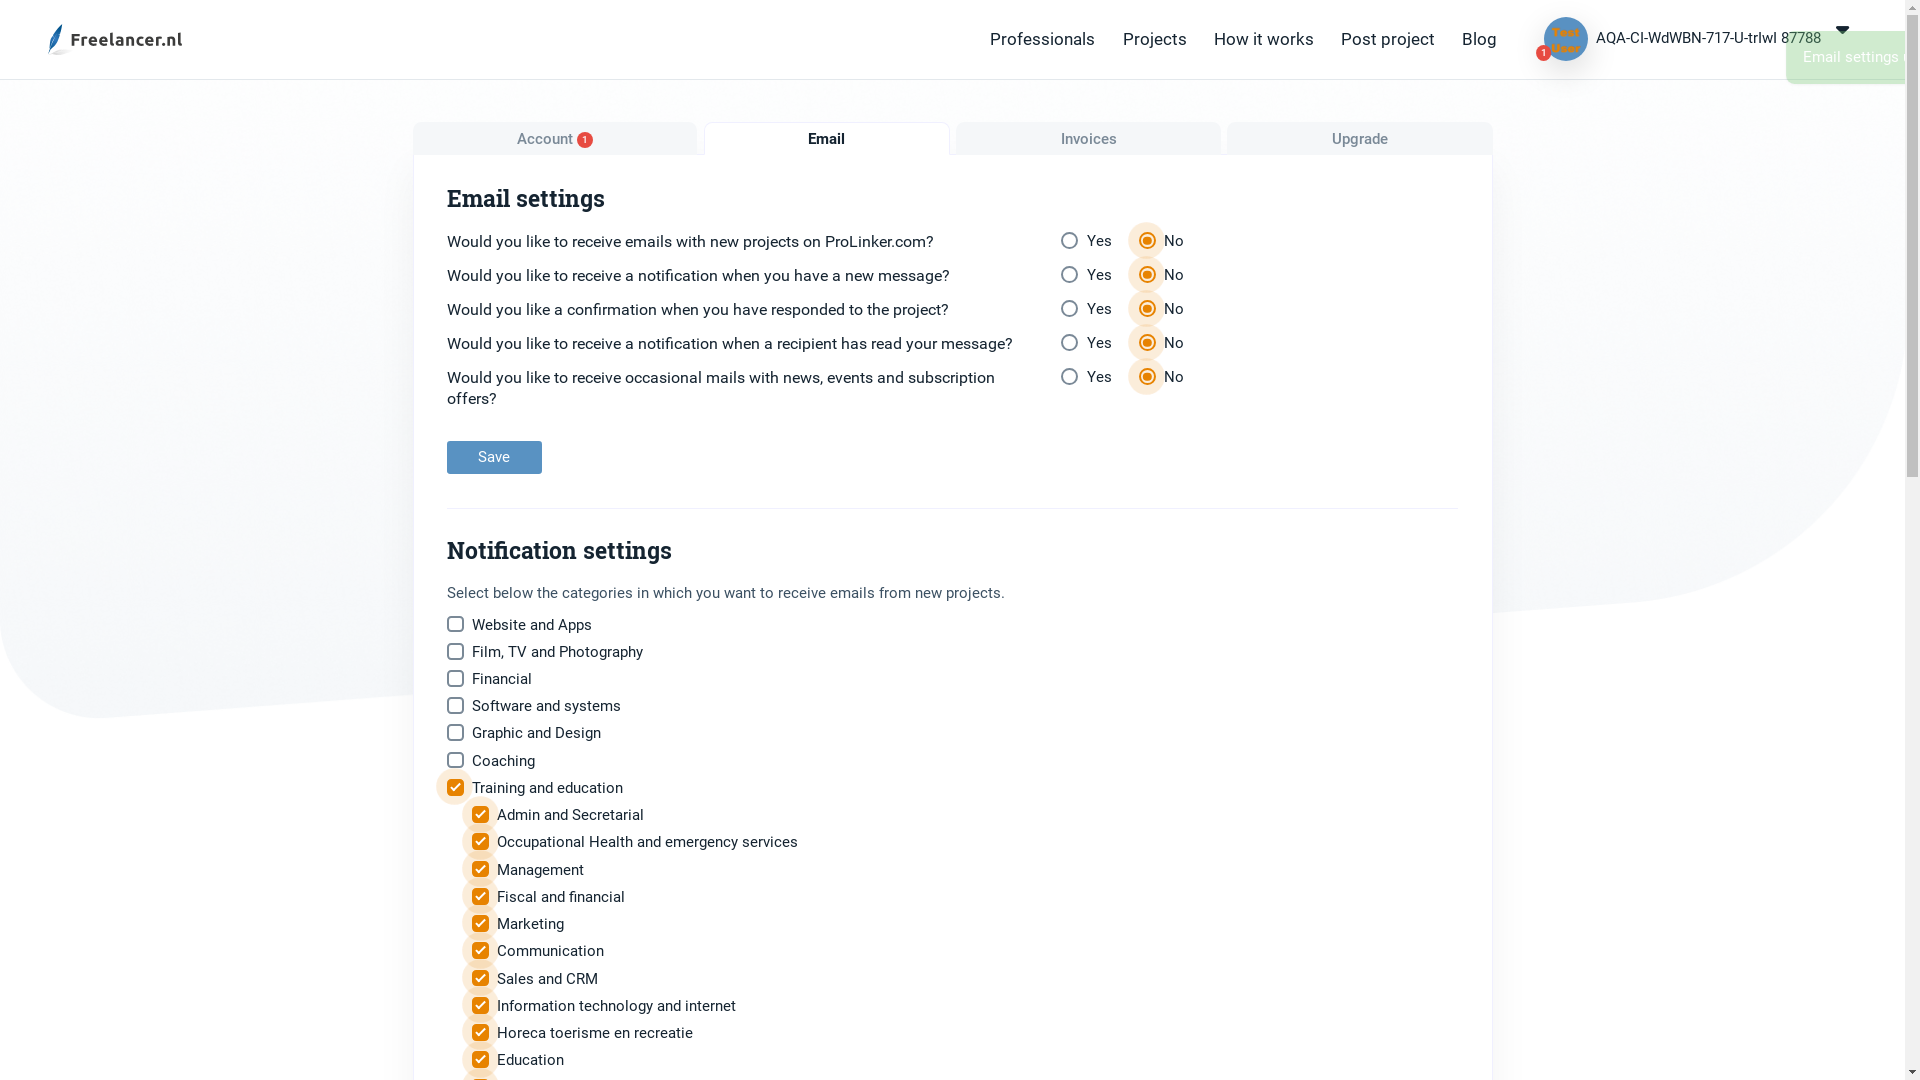 Freelancer.nl
Professionals
Projects
How it works
Post project
Blog
Test
User
1
AQA-CI-WdWBN-717-U-trIwI 87788
Email settings
Account 1
Email
Invoices
Upgrade
Email settings
Would you like to receive emails with new projects on ProLinker.com?
Yes
No
Would you like to receive a notification when you have a new message?
Yes
No
Would you like a confirmation when you have responded to the project?
Yes
No
Would you like to receive a notification when a recipient has read your message?
Yes
No
Would you like to receive occasional mails with news, events and subscription
offers?
Yes
No
Save
Notification settings
Select below the categories in which you want to receive emails from new projects.
Website and Apps
Film, TV and Photography
Financial
Software and systems
Graphic and Design
Coaching
Training and education
Admin and Secretarial
Occupational Health and emergency services
Management
Fiscal and financial
Marketing
Communication
Sales and CRM
Information technology and internet
Horeca toerisme en recreatie
Education